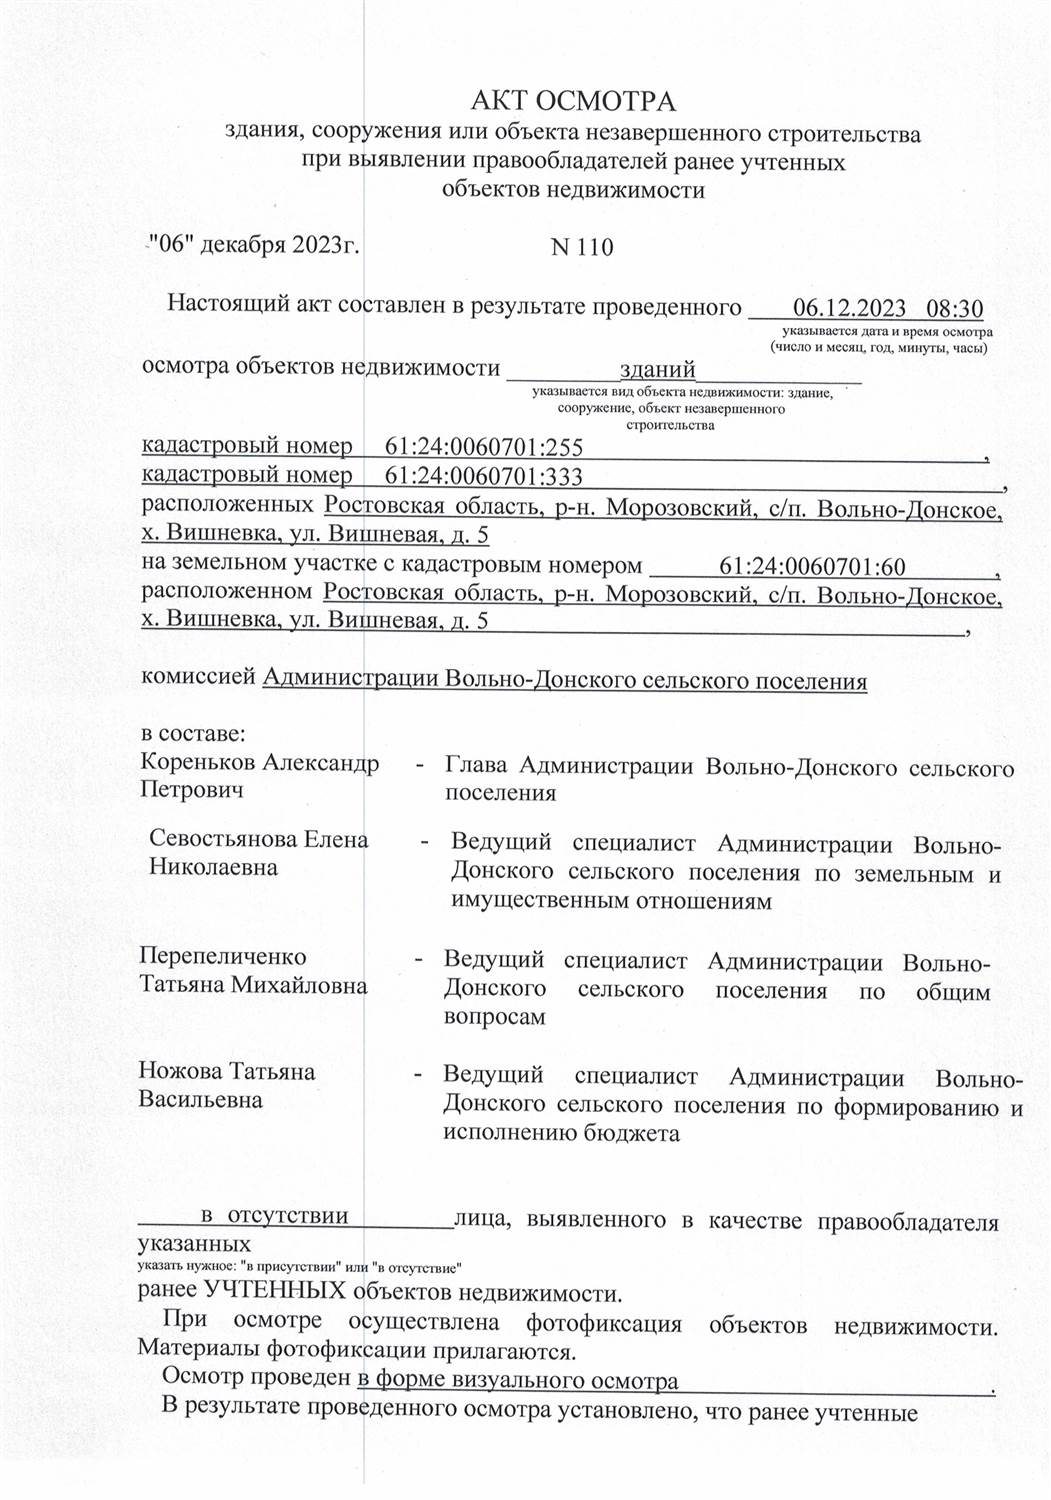 АКТ ОСМОТРА
здания, сооружения или объекта незавершенного строительства
при выявлении правообладателей ранее учтенных
объектов недвижимости
"06" декабря 2023г. N 110
Настоящий акт составлен в результате проведенного 06.12.2023 08:30
указывается дата и время осмотра
(число и месяц, год, минуты, часы)
осмотра объектов недвижимости зданий
указывается вид объекта недвижимости: здание,
сооружение, объект незавершенного
строительства
кадастровый номер 61:24:0060701:255 ,
кадастровый номер 61:24:0060701:333 ,
расположенных Ростовская область, р-н. Морозовский, с/п. Вольно-Донское,
х. Вишневка, ул. Вишневая, д. 5
на земельном участке с кадастровым номером 61:24:0060701:60 ,
расположенном Ростовская область, р-н. Морозовский, с/п. Вольно-Донское,
х. Вишневка, ул. Вишневая, д. 5 ,
комиссией Администрации Вольно-Донского сельского поселения
в составе:
Кореньков Александр - Глава Администрации Вольно-Донского сельского
Петрович поселения
Севостьянова Елена - Ведущий специалист Администрации Вольно-
Николаевна Донского сельского поселения по земельным и
имущественным отношениям
Перепеличенко - Ведущий специалист Администрации Вольно-
Татьяна Михайловна Донского сельского поселения по общим
вопросам
Ножова Татьяна - Ведущий специалист Администрации Вольно-
Васильевна Донского сельского поселения по формированию и
исполнению бюджета
в отсутствии лица, выявленного в качестве правообладателя
указанных
указать нужное: "в присутствии" или "в отсутствие"
ранее УЧТЕННЫХ объектов недвижимости.
При осмотре осуществлена фотофиксация объектов недвижимости.
Материалы фотофиксации прилагаются.
Осмотр проведен в форме визуального осмотра .
В результате проведенного осмотра установлено, что ранее учтенные